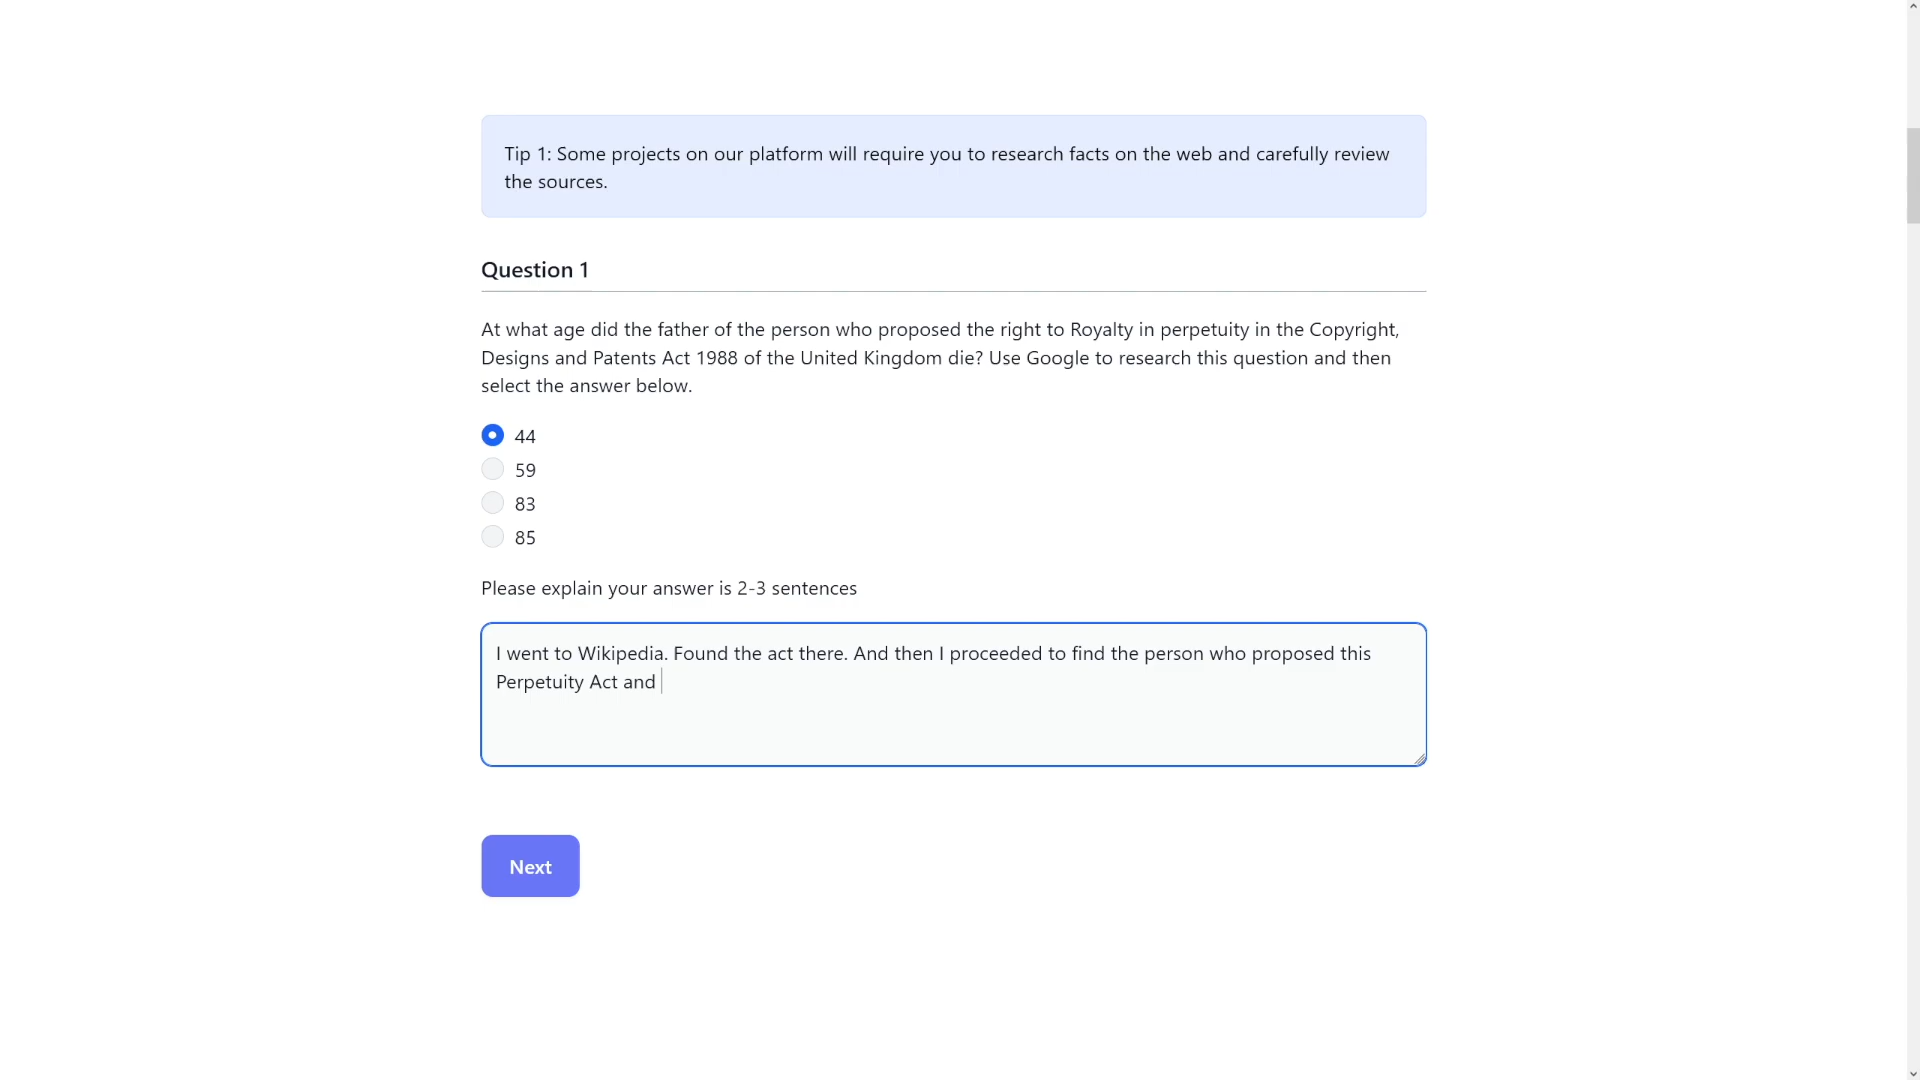 Tip 1: Some projects on our platform will require you to research facts on the web and carefully review
the sources.
Question 1
At what age did the father of the person who proposed the right to Royalty in perpetuity in the Copyright,
Designs and Patents Act 1988 of the United Kingdom die? Use Google to research this question and then
select the answer below.
44
59
83
85
Please explain your answer is 2-3 sentences
I went to Wikipedia. Found the act there. And then I proceeded to find the person who proposed this
Perpetuity Act and
Next